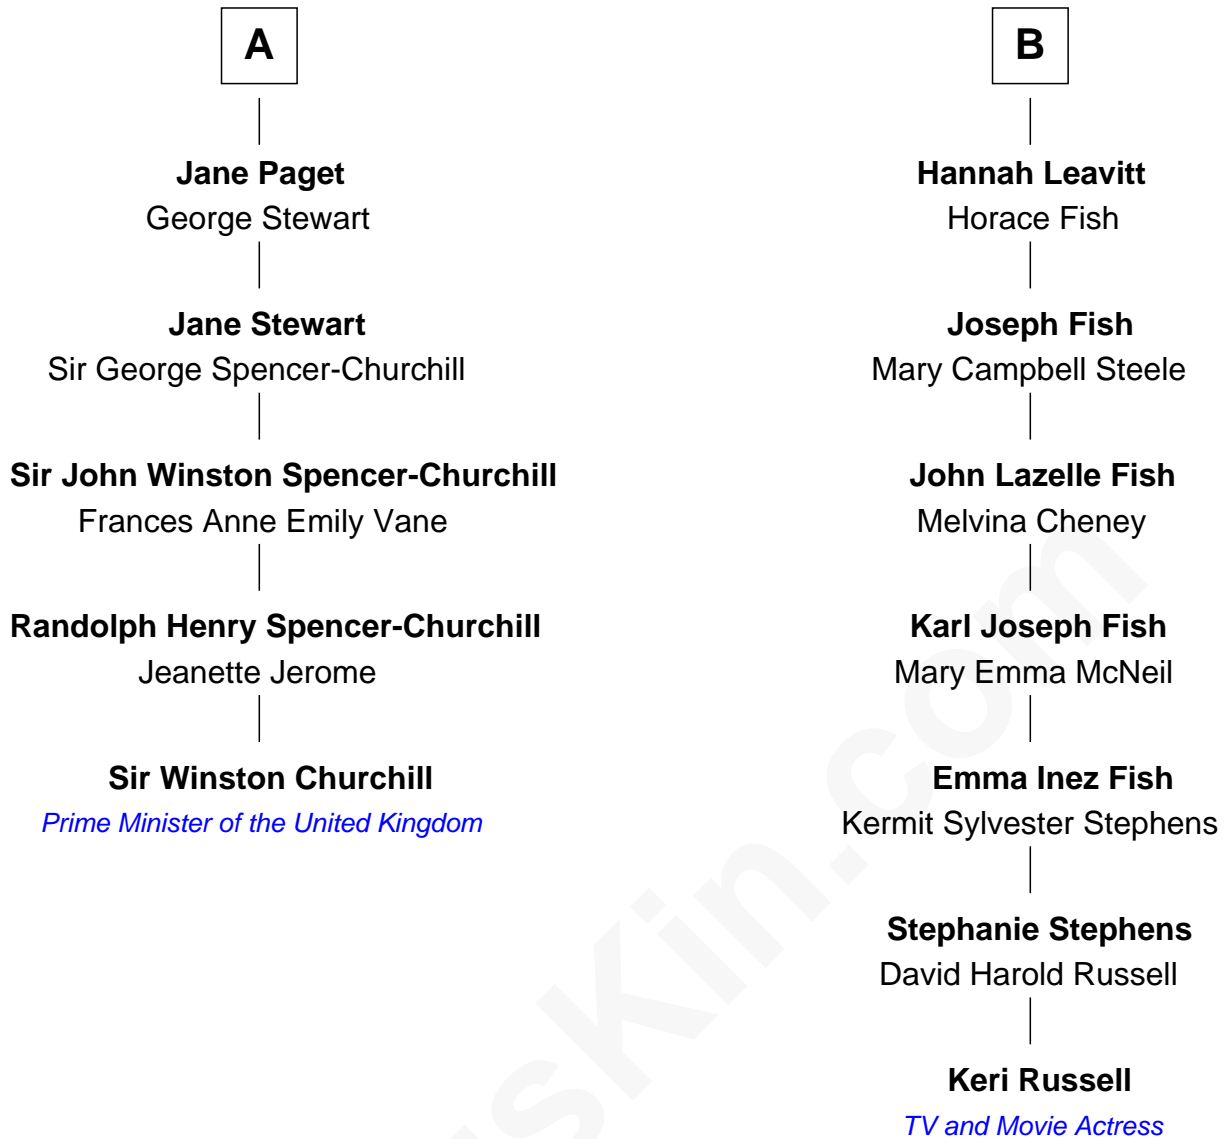 A
Jane Paget
George Stewart
Jane Stewart
Sir George Spencer-Churchill
Sir John Winston Spencer-Churchill
Frances Anne Emily Vane
Randolph Henry Spencer-Churchill
Jeanette Jerome
Sir Winston Churchill
Prime Minister of the United Kingdom
B
Hannah Leavitt
Horace Fish
Joseph Fish
Mary Campbell Steele
John Lazelle Fish
Melvina Cheney
Karl Joseph Fish
Mary Emma McNeil
Emma Inez Fish
Kermit Sylvester Stephens
Stephanie Stephens
David Harold Russell
Keri Russell
TV and Movie Actress
sKin.com